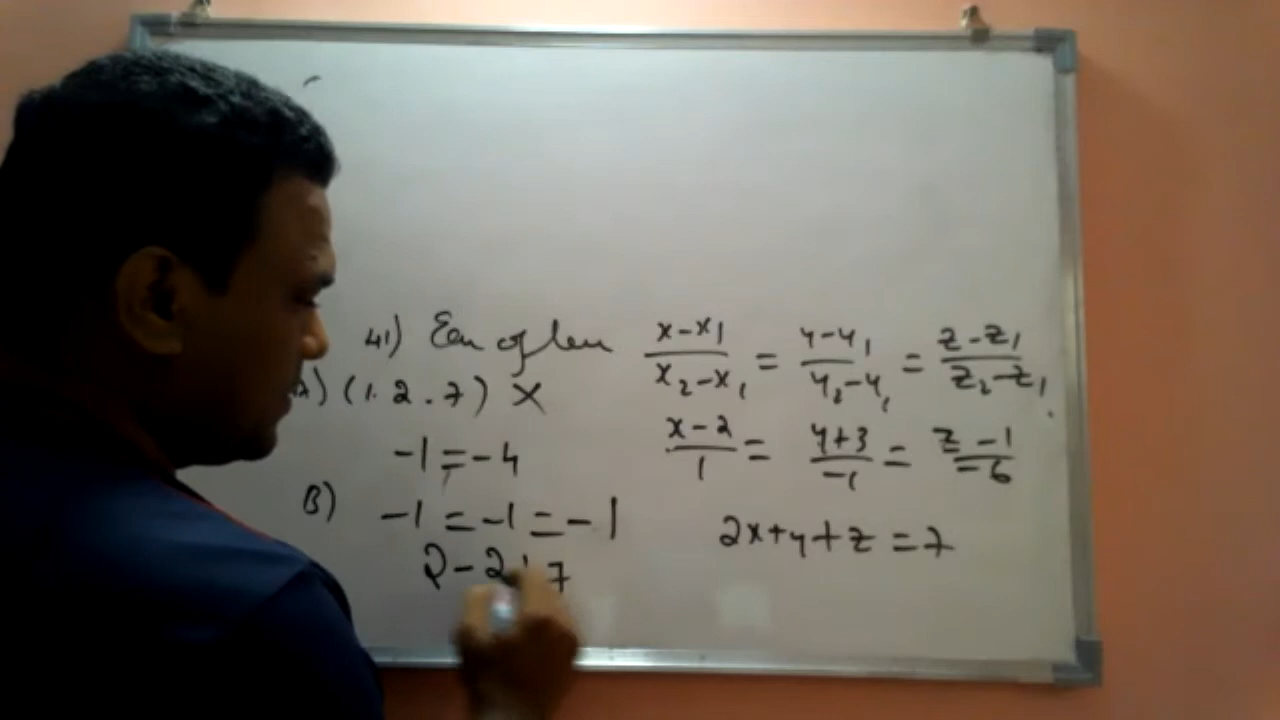 41) Eqn of line (x-x₁)/(x₂-x₁) = (y-y₁)/(y₂-y₁) = (z-z₁)/(z₂-z₁)
A) (1. 2. 7) X
(x-2)/1 = (y+3)/-1 = (z-1)/-6
-1 = -4
B) -1 = -1 = -1
2x+y+z = 7
2-2+7